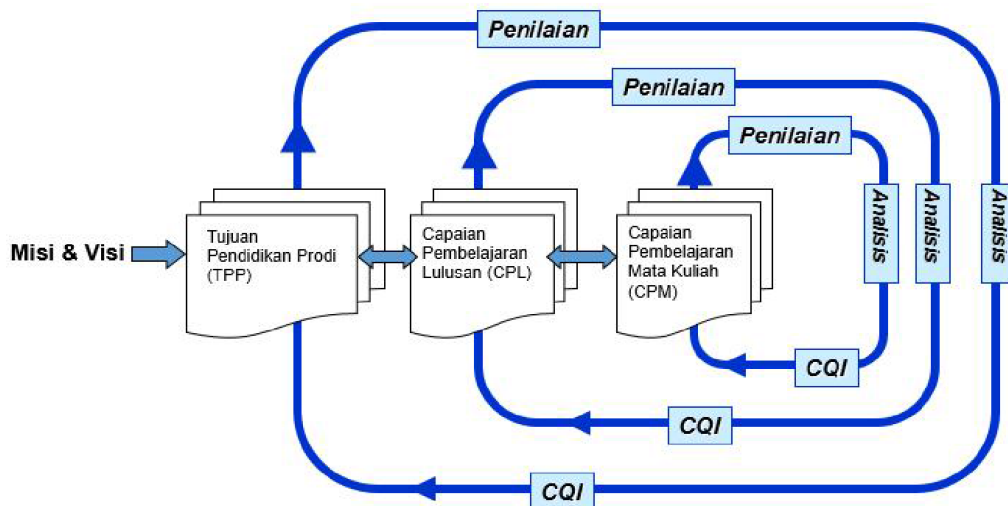 Penilaian
Penilaian
Penilaian
Misi & Visi
Tujuan
Pendidikan Prodi
(TPP)
Capaian
Pembelajaran
Lulusan (CPL)
Capaian
Pembelajaran
Mata Kuliah
(CPM)
Analisis
Analisis
Analisis
CQI
CQI
CQI